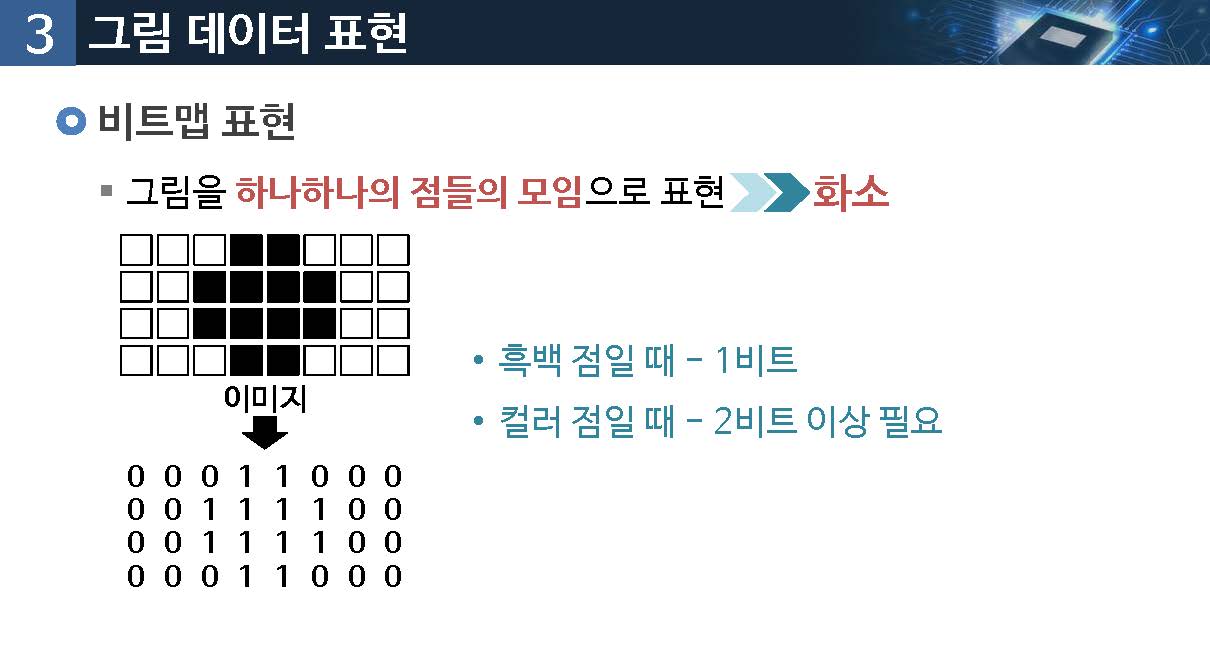 3 그림 데이터 표현
비트맵 표현
그림을 하나하나의 점들의 모임으로 표현 화소
• 흑백 점일 때 – 1비트
• 컬러 점일 때 – 2비트 이상 필요
이미지
0 0 0 1 1 0 0 0
0 0 1 1 1 1 0 0
0 0 1 1 1 1 0 0
0 0 0 1 1 0 0 0